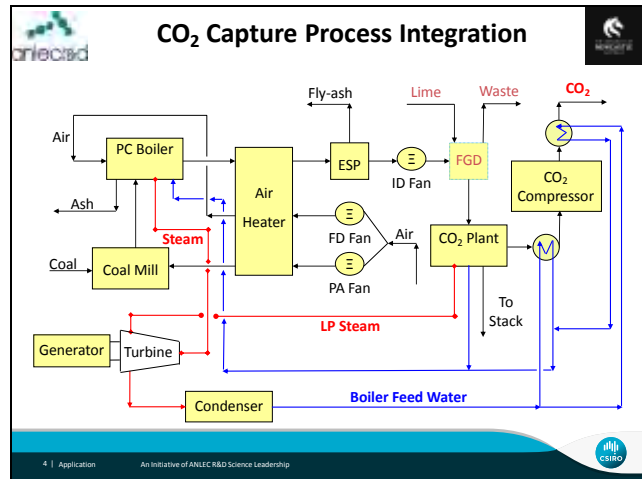 anlecr&d
CO2 Capture Process Integration
CO2
Fly-ash
Lime
Waste
Air
PC Boiler
Air
Heater
ESP
Ξ
ID Fan
FGD
Σ
CO2
Compressor
Ash
Steam
Ξ
FD Fan
Air
CO2 Plant
Coal
Coal Mill
Ξ
PA Fan
To
Stack
LP Steam
Generator
Turbine
Condenser
Boiler Feed Water
4 | Application
An Initiative of ANLEC R&D Science Leadership
CSIRO